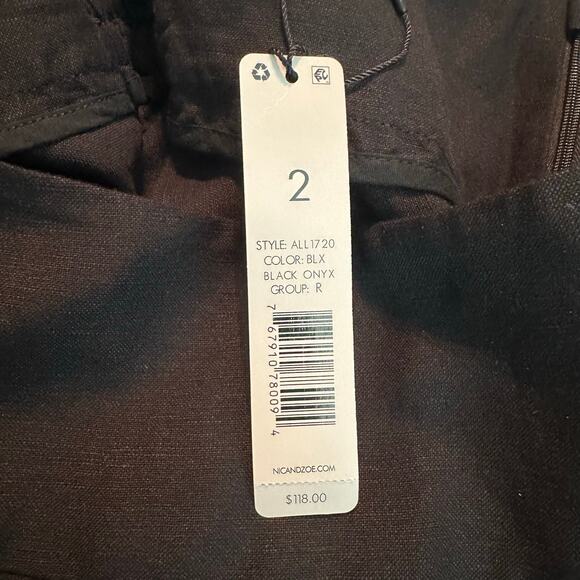 2
STYLE: ALL1720
COLOR: BLX
BLACK ONYX
GROUP: R
7 67910 78009 4
NICANDZOE.COM
$118.00